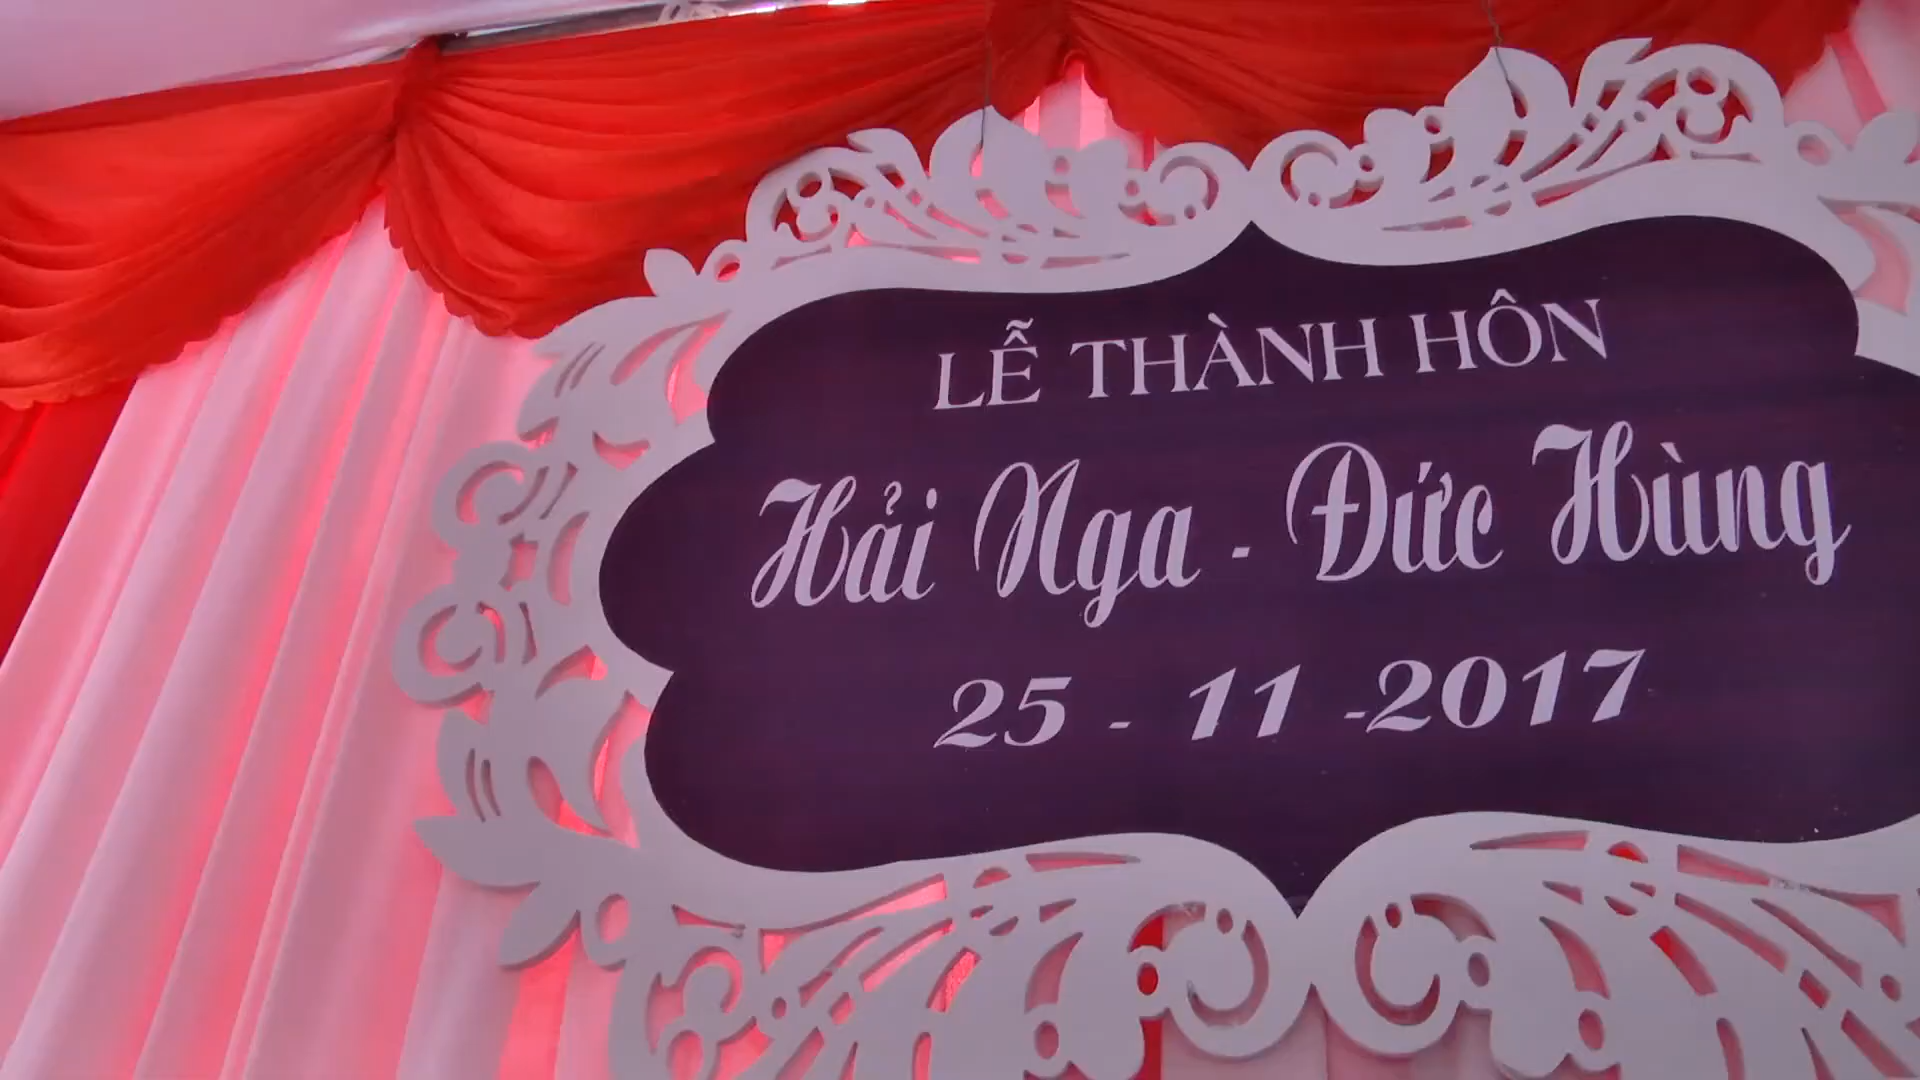 LỄ THÀNH HÔN
Hải Nga - Đức Hùng
25 - 11 -2017